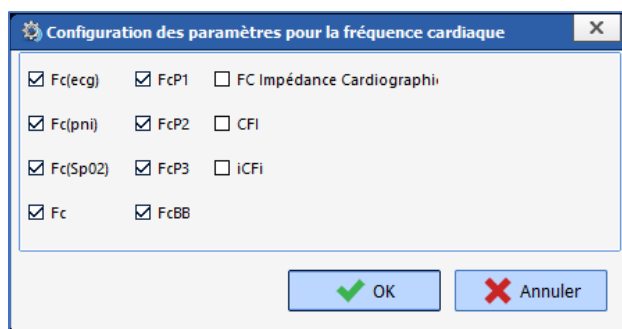 Configuration des paramètres pour la fréquence cardiaque
Fc(ecg) FcP1 FC Impédance Cardiographi
Fc(pni) FcP2 CFI
Fc(Sp02) FcP3 iCFi
Fc FcBB
OK Annuler